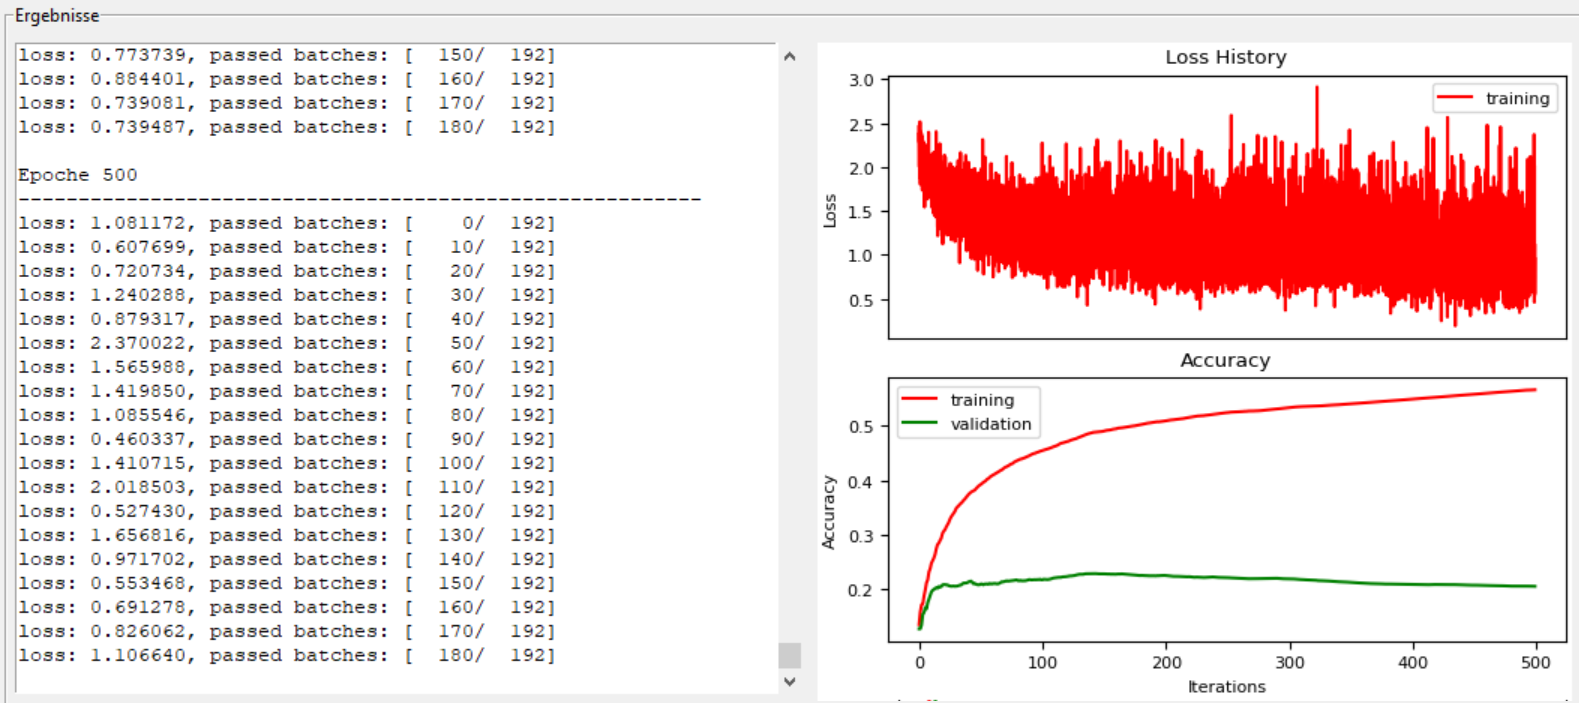 Ergebnisse
loss: 0.773739, passed batches: [  150/  192]
loss: 0.884401, passed batches: [  160/  192]
loss: 0.739081, passed batches: [  170/  192]
loss: 0.739487, passed batches: [  180/  192]
Epoche 500
---------------------------------------------------------
loss: 1.081172, passed batches: [    0/  192]
loss: 0.607699, passed batches: [   10/  192]
loss: 0.720734, passed batches: [   20/  192]
loss: 1.240288, passed batches: [   30/  192]
loss: 0.879317, passed batches: [   40/  192]
loss: 2.370022, passed batches: [   50/  192]
loss: 1.565988, passed batches: [   60/  192]
loss: 1.419850, passed batches: [   70/  192]
loss: 1.085546, passed batches: [   80/  192]
loss: 0.460337, passed batches: [   90/  192]
loss: 1.410715, passed batches: [  100/  192]
loss: 2.018503, passed batches: [  110/  192]
loss: 0.527430, passed batches: [  120/  192]
loss: 1.656816, passed batches: [  130/  192]
loss: 0.971702, passed batches: [  140/  192]
loss: 0.553468, passed batches: [  150/  192]
loss: 0.691278, passed batches: [  160/  192]
loss: 0.826062, passed batches: [  170/  192]
loss: 1.106640, passed batches: [  180/  192]
Loss History
3.0
2.5
2.0
1.5
1.0
0.5
Loss
training
Accuracy
0.5
0.4
0.3
0.2
Accuracy
training
validation
0 100 200 300 400 500
Iterations